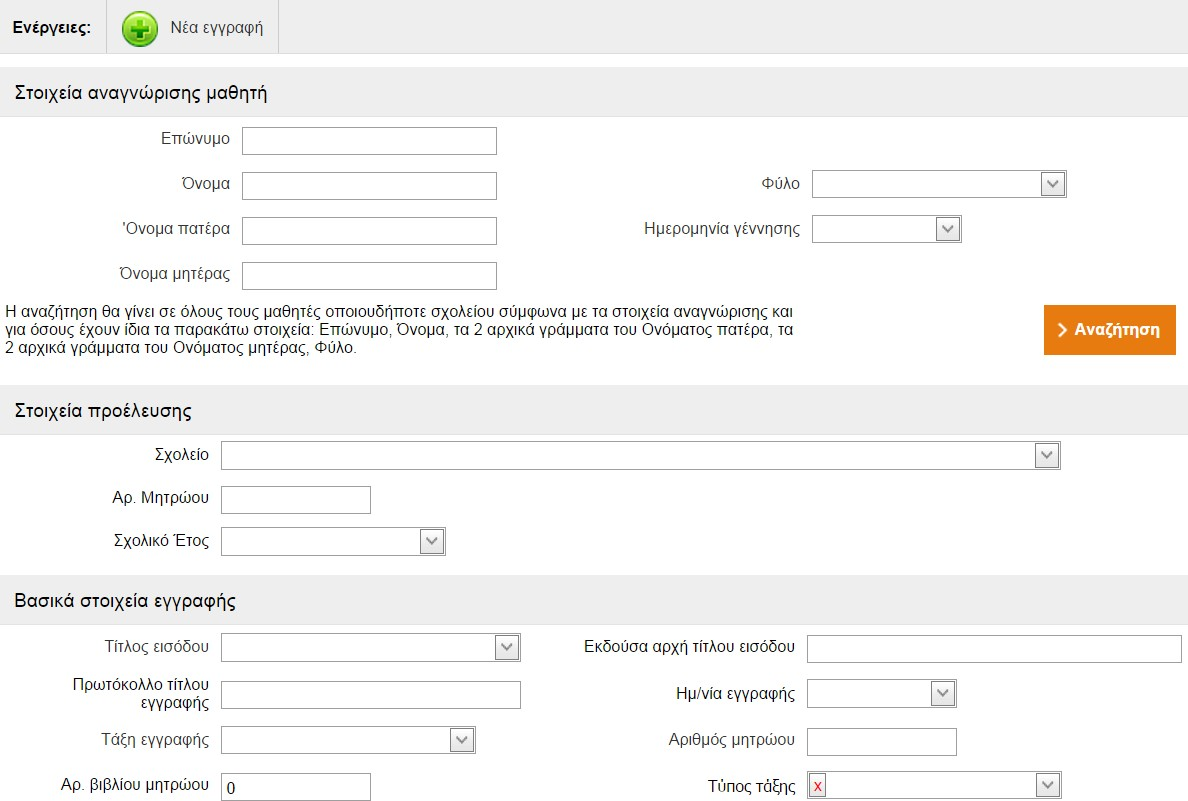 Ενέργειες: Νέα εγγραφή
Στοιχεία αναγνώρισης μαθητή
Επώνυμο
Όνομα Φύλο
'Ονομα πατέρα Ημερομηνία γέννησης
Όνομα μητέρας
Η αναζήτηση θα γίνει σε όλους τους μαθητές οποιουδήποτε σχολείου σύμφωνα με τα στοιχεία αναγνώρισης και
για όσους έχουν ίδια τα παρακάτω στοιχεία: Επώνυμο, Όνομα, τα 2 αρχικά γράμματα του Ονόματος πατέρα, τα
2 αρχικά γράμματα του Ονόματος μητέρας, Φύλο.
Αναζήτηση
Στοιχεία προέλευσης
Σχολείο
Αρ. Μητρώου
Σχολικό Έτος
Βασικά στοιχεία εγγραφής
Τίτλος εισόδου Εκδούσα αρχή τίτλου εισόδου
Πρωτόκολλο τίτλου
εγγραφής Ημ/νία εγγραφής
Τάξη εγγραφής Αριθμός μητρώου
Αρ. βιβλίου μητρώου 0 Τύπος τάξης x